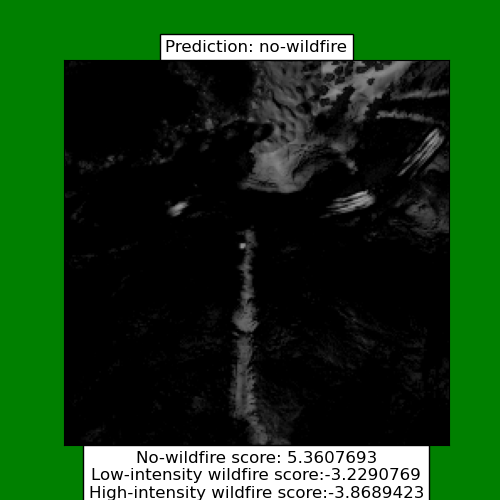 Prediction: no-wildfire
No-wildfire score: 5.3607693
Low-intensity wildfire score:-3.2290769
High-intensity wildfire score:-3.8689423